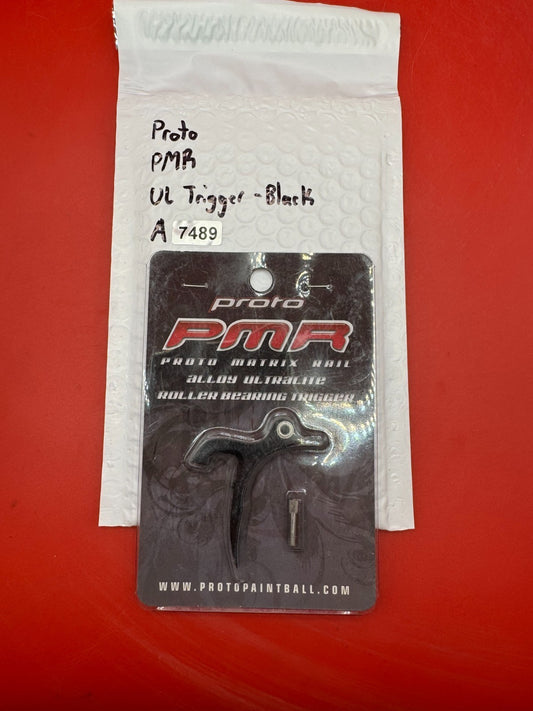 Proto
PMR
UL Trigger - Black
A 7489
proto
PMR
PROTO MATRIX RAIL
ALLOY ULTRALITE
ROLLER BEARING TRIGGER
WWW.PROTOPAINTBALL.COM